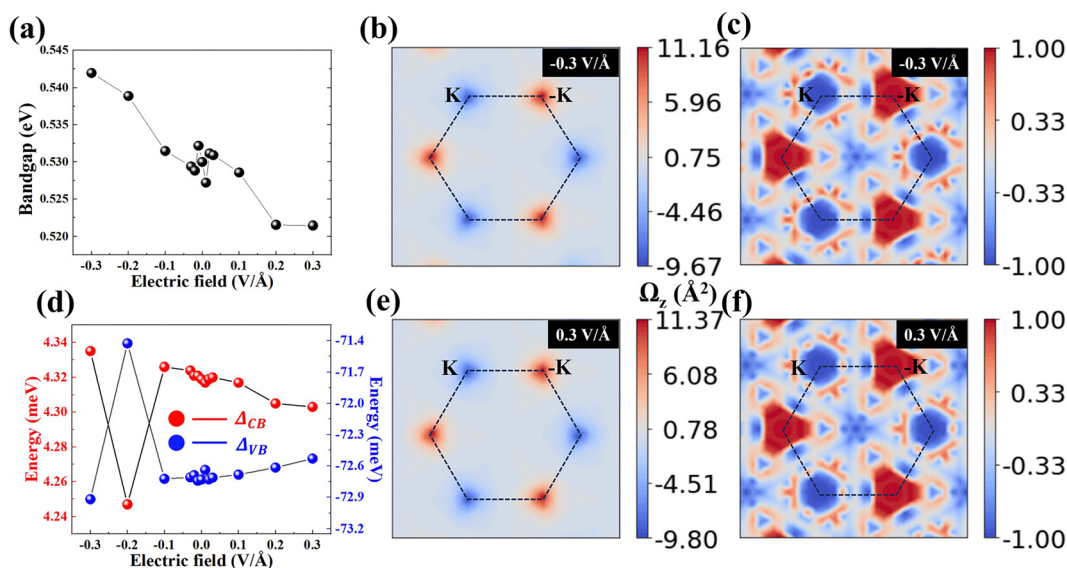 (a)
Bandgap (eV)
0.545
0.540
0.535
0.530
0.525
0.520
-0.3 -0.2 -0.1 0.0 0.1 0.2 0.3
Electric field (V/Å)
(b)
-0.3 V/Å
K
-K
11.16
5.96
0.75
-4.46
-9.67
(c)
-0.3 V/Å
K
-K
1.00
0.33
-0.33
-1.00
(d)
Energy (meV)
4.34
4.32
4.30
4.28
4.26
4.24
Δ_CB
Δ_VB
-71.4
-71.7
-72.0
-72.3
-72.6
-72.9
-73.2
Energy (meV)
-0.3 -0.2 -0.1 0.0 0.1 0.2 0.3
Electric field (V/Å)
(e)
0.3 V/Å
K
-K
Ω_z (Å²)
11.37
6.08
0.78
-4.51
-9.80
(f)
0.3 V/Å
K
-K
1.00
0.33
-0.33
-1.00